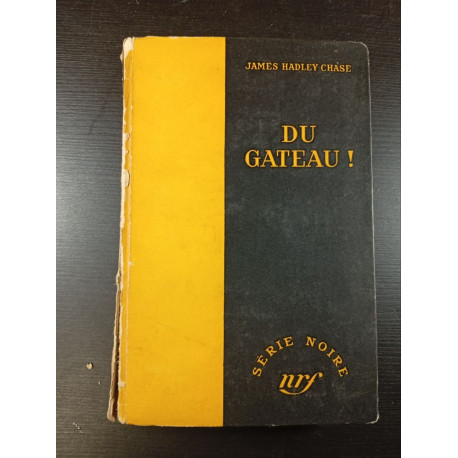 JAMES HADLEY CHASE
DU
GATEAU !
SÉRIE NOIRE
nrf